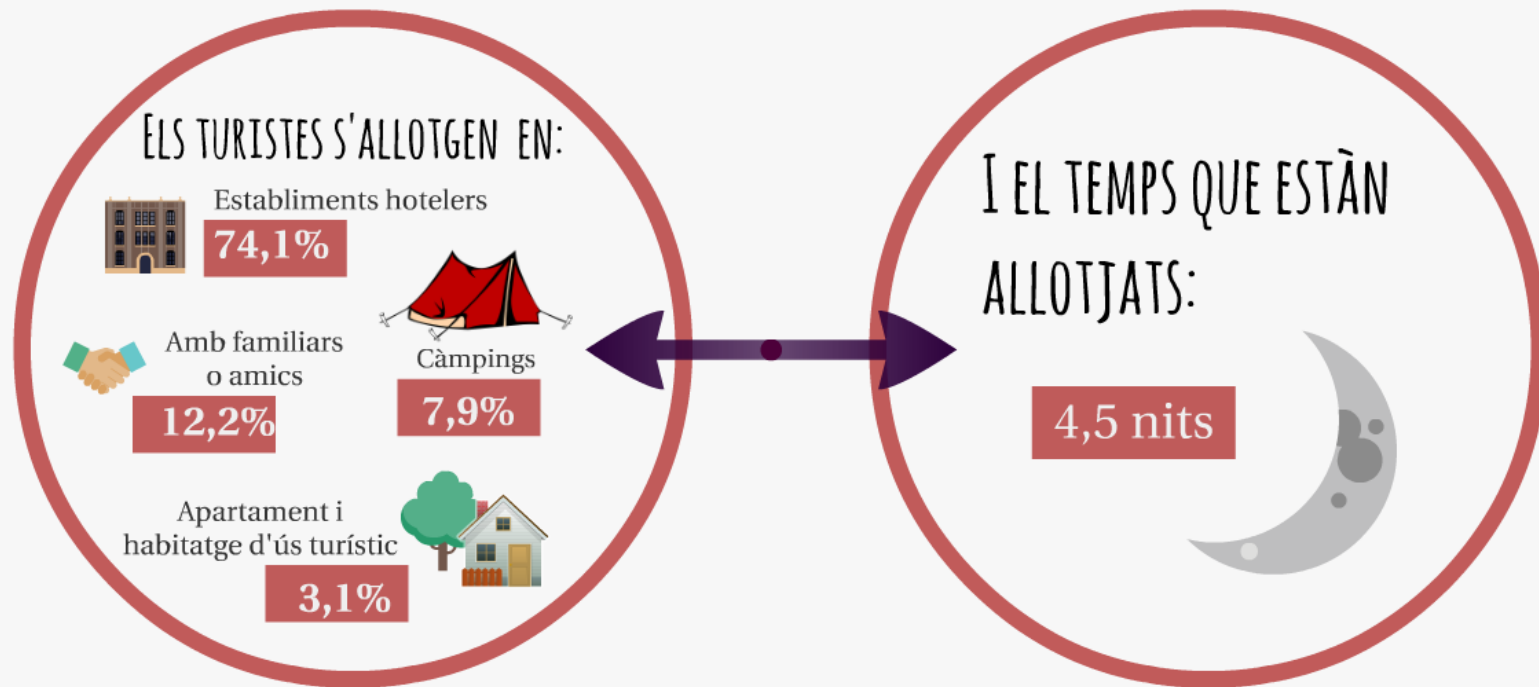 ELS TURISTES S'ALLOTGEN EN:
Establiments hotelers
74,1%
Amb familiars
o amics
12,2%
Càmpings
7,9%
Apartament i
habitatge d'ús turístic
3,1%
I EL TEMPS QUE ESTÀN
ALLOTJATS:
4,5 nits